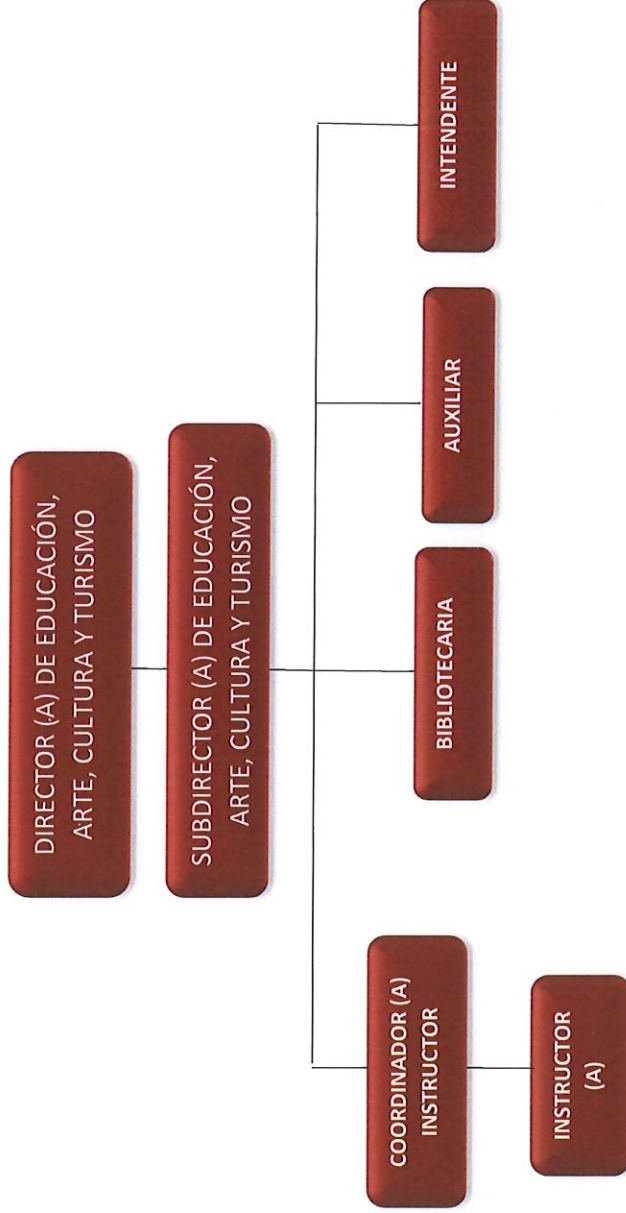 DIRECTOR (A) DE EDUCACIÓN,
ARTE, CULTURA Y TURISMO
SUBDIRECTOR (A) DE EDUCACIÓN,
ARTE, CULTURA Y TURISMO
COORDINADOR (A)
INSTRUCTOR
INSTRUCTOR
(A)
BIBLIOTECARIA
AUXILIAR
INTENDENTE